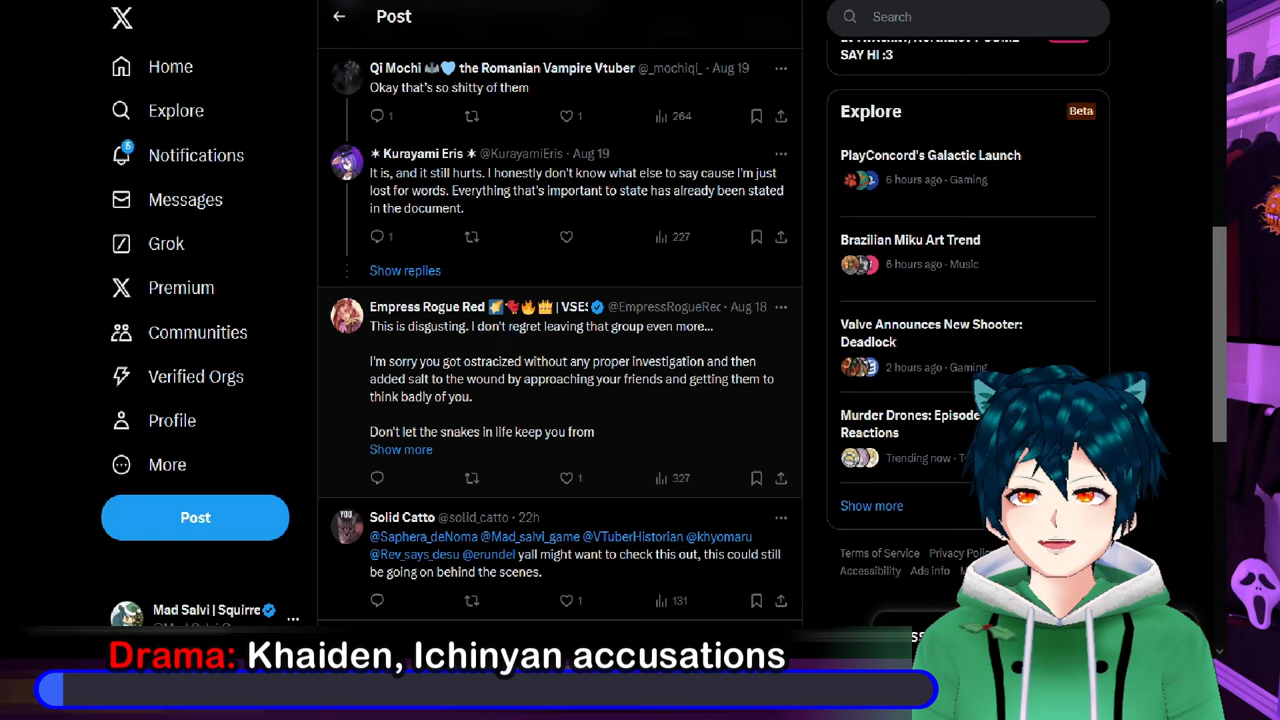 Home
Explore
5
Notifications
Messages
Grok
Premium
Communities
Verified Orgs
Profile
More
Post
Mad Salvi | Squirre
Post
Qi Mochi 🦇🩵 the Romanian Vampire Vtuber @_mochiqi_ · Aug 19
Okay that's so shitty of them
1 1 264
✶ Kurayami Eris ✶ @KurayamiEris · Aug 19
It is, and it still hurts. I honestly don't know what else to say cause I'm just
lost for words. Everything that's important to state has already been stated
in the document.
1 227
Show replies
Empress Rogue Red | VSES @EmpressRogueRed · Aug 18
This is disgusting. I don't regret leaving that group even more...
I'm sorry you got ostracized without any proper investigation and then
added salt to the wound by approaching your friends and getting them to
think badly of you.
Don't let the snakes in life keep you from
Show more
1 327
YOU.
Solid Catto @solid_catto · 22h
@Saphera_deNoma @Mad_salvi_game @VTuberHistorian @khyomaru
@Rev_says_desu @erundel yall might want to check this out, this could still
be going on behind the scenes.
1 131
Search
SAY HI :3
Explore
Beta
PlayConcord's Galactic Launch
6 hours ago · Gaming
Brazilian Miku Art Trend
6 hours ago · Music
Valve Announces New Shooter:
Deadlock
2 hours ago · Gaming
Murder Drones: Episode
Reactions
Trending now ·
Show more
Terms of Service Privacy Polic
Accessibility Ads info
Drama: Khaiden, Ichinyan accusations